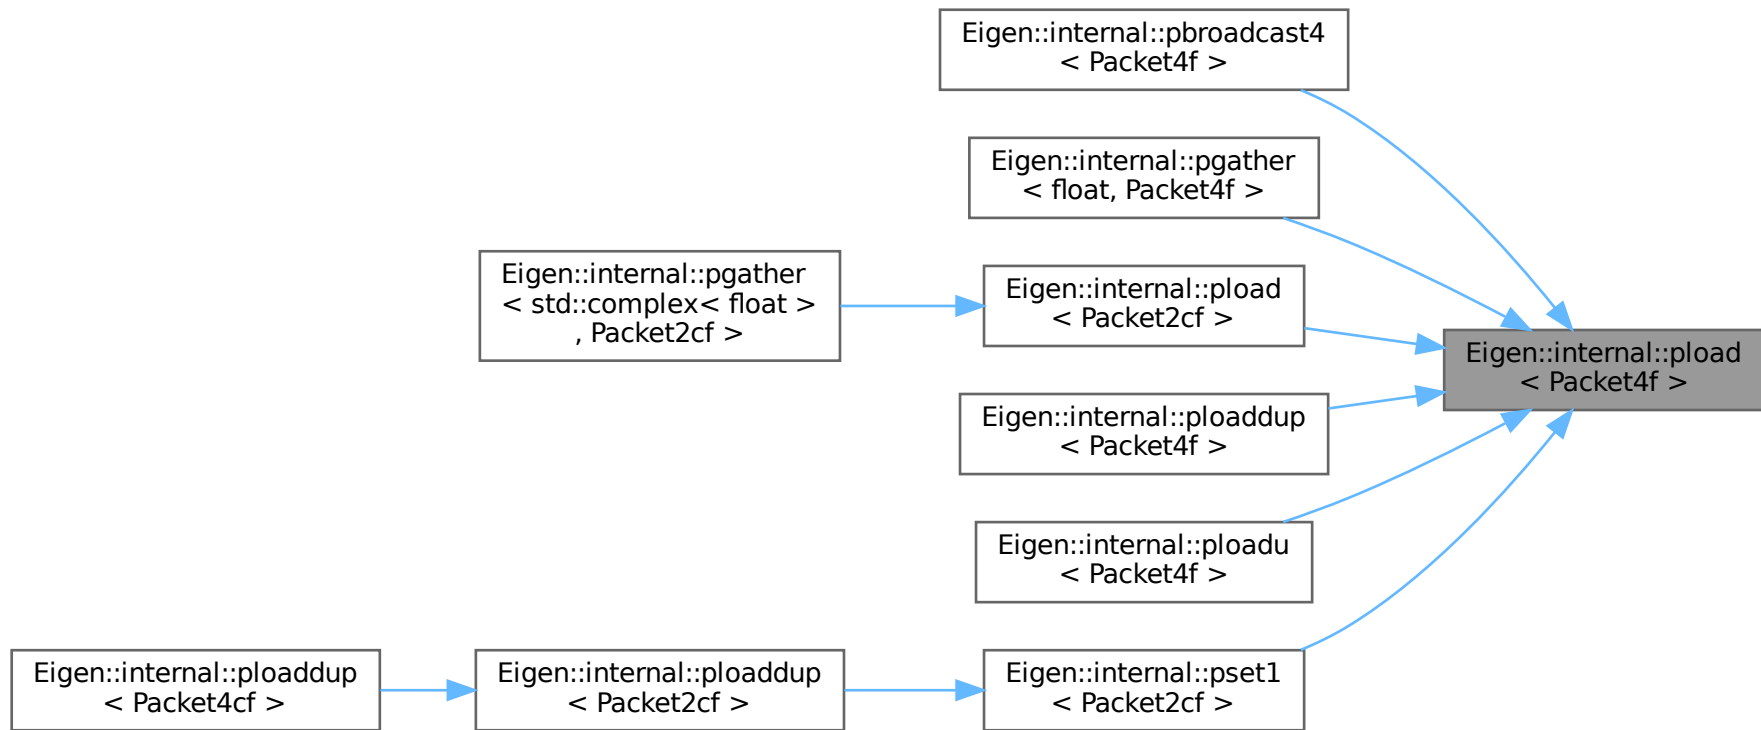 Eigen::internal::pbroadcast4
< Packet4f >
Eigen::internal::pgather
< float, Packet4f >
Eigen::internal::pgather
< std::complex< float >
, Packet2cf >
Eigen::internal::pload
< Packet2cf >
Eigen::internal::pload
< Packet4f >
Eigen::internal::ploaddup
< Packet4f >
Eigen::internal::ploadu
< Packet4f >
Eigen::internal::ploaddup
< Packet4cf >
Eigen::internal::ploaddup
< Packet2cf >
Eigen::internal::pset1
< Packet2cf >